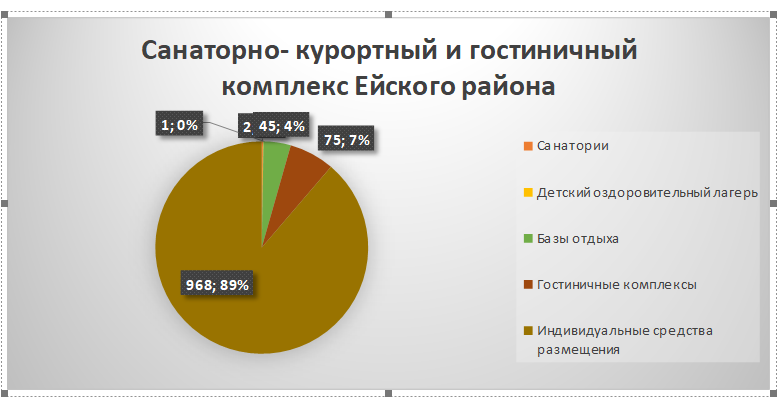 Санаторно- курортный и гостиничный
комплекс Ейского района
1; 0%
2
45; 4%
75; 7%
968; 89%
Санатории
Детский оздоровительный лагерь
Базы отдыха
Гостиничные комплексы
Индивидуальные средства
размещения